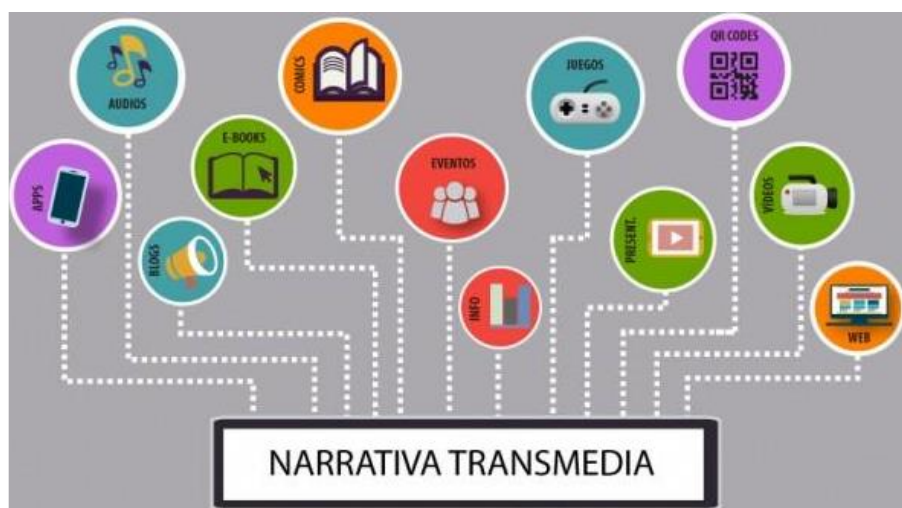 QR CODES
COMICS
JUEGOS
AUDIOS
E-BOOKS
EVENTOS
APPS
VIDEOS
PRESENT.
BLOGS
INFO
WEB
NARRATIVA TRANSMEDIA